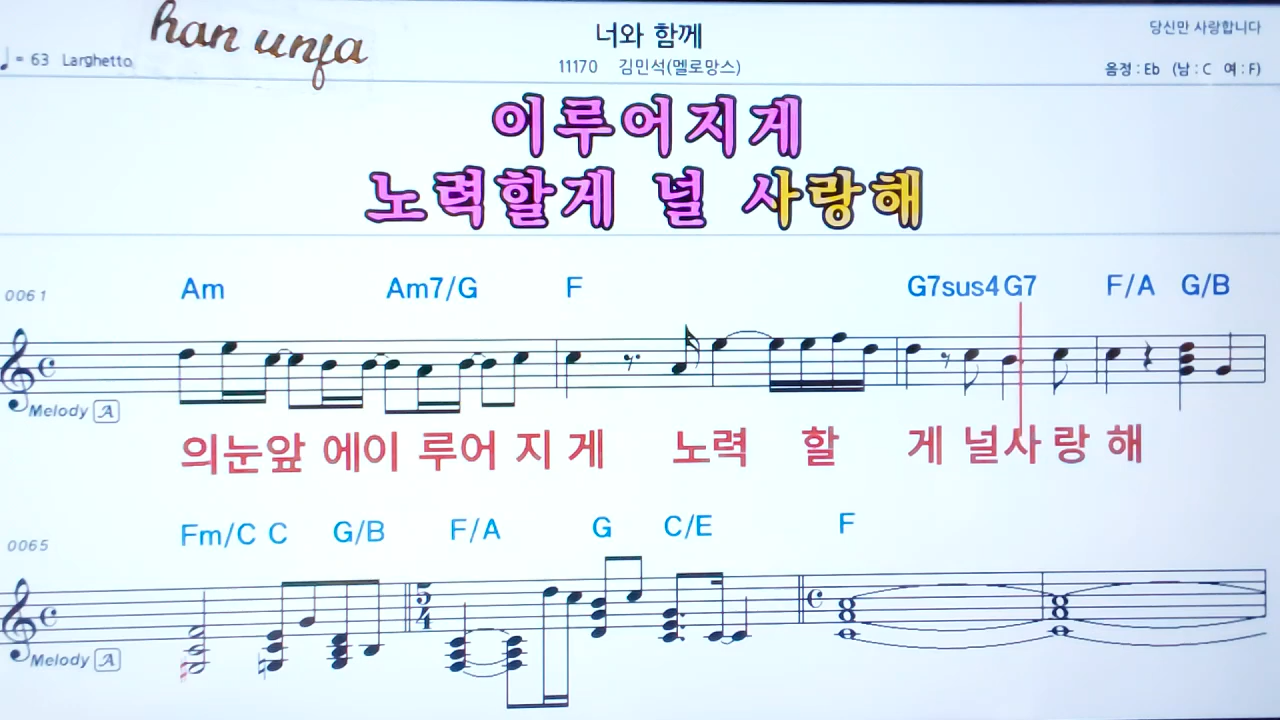 han unfa
너와 함께
당신만 사랑합니다
♩= 63 Larghetto
11170 김민석(멜로망스)
음정 : Eb (남 : C 여 : F)
이루어지게
노력할게 널 사랑해
0061 Am Am7/G F G7sus4 G7 F/A G/B
Melody A
의눈앞 에이 루어 지 게 노력 할 게 널사 랑 해
0065 Fm/C C G/B F/A G C/E F
5
4
Melody A